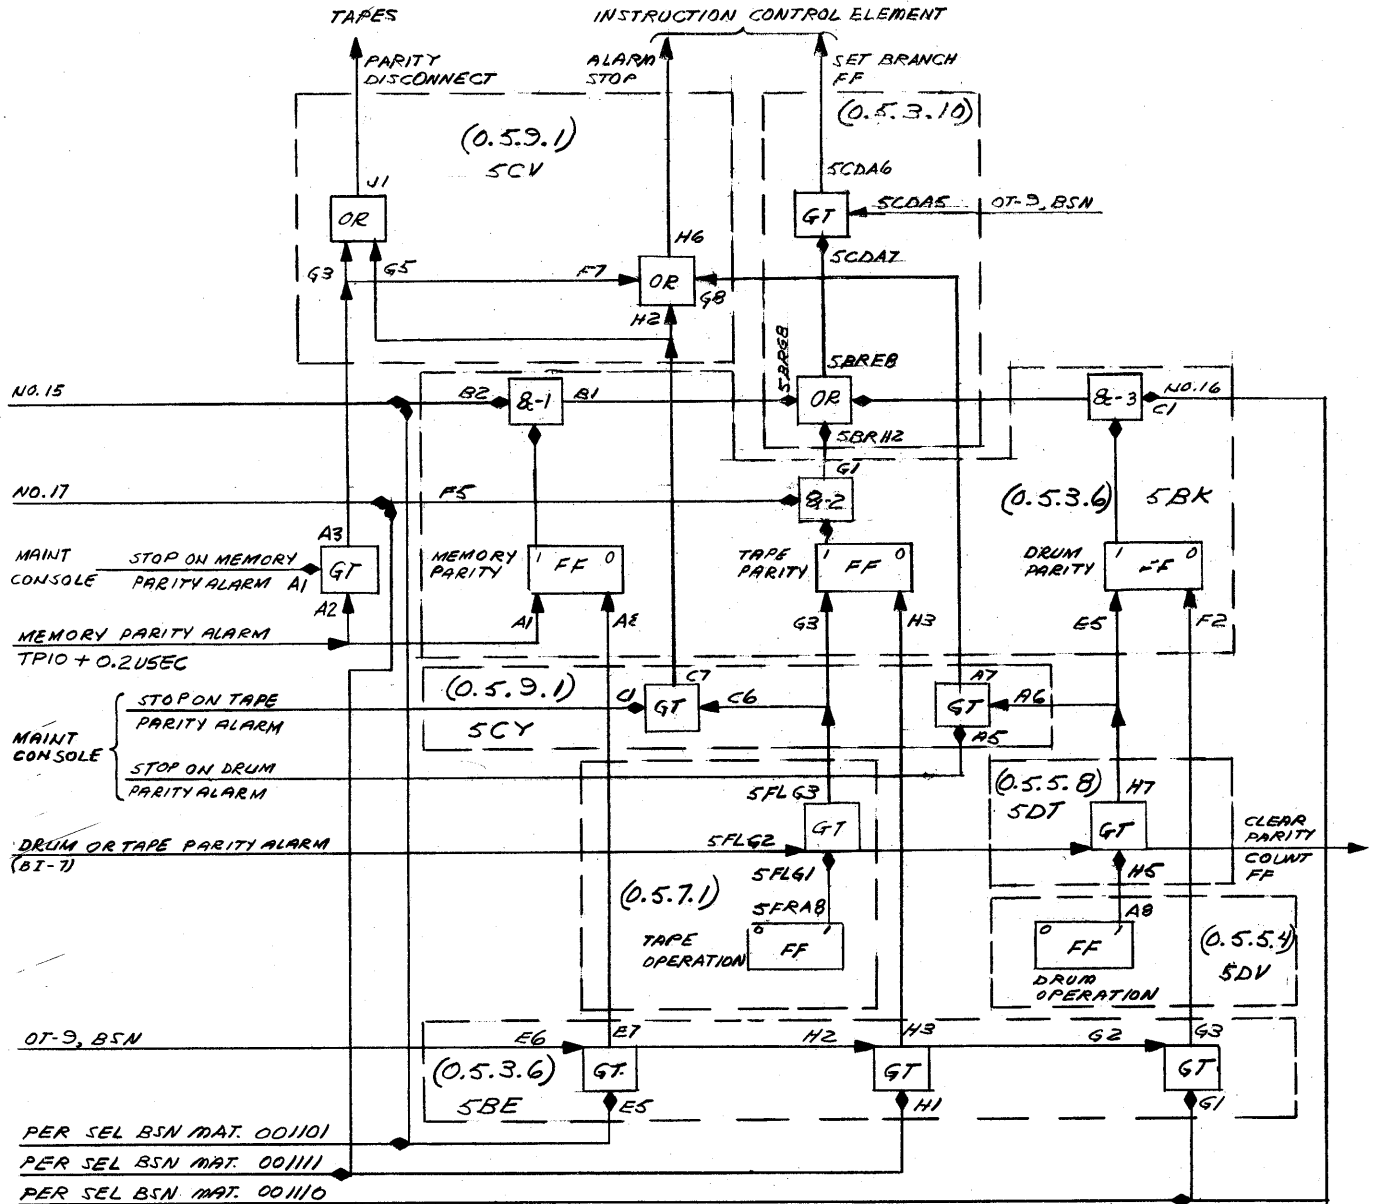 TAPES
INSTRUCTION CONTROL ELEMENT
PARITY
DISCONNECT
ALARM
STOP
SET BRANCH
FF
(0.5.9.1)
5CV
(0.5.3.10)
J1
OR
5CDA6
GT
5CDA5
OT-9, BSN
H6
5CDA7
G3
G5
F7
OR
G8
H2
5BRG8
5BRE8
NO.15
B2
&-1
B1
OR
&-3
NO.16
C1
5BRH2
G1
NO.17
F5
&-2
(0.5.3.6)
5BK
A3
MAINT
CONSOLE
STOP ON MEMORY
PARITY ALARM
A1
GT
A2
MEMORY
PARITY
1 FF 0
TAPE
PARITY
1 FF 0
DRUM
PARITY
1 FF 0
MEMORY PARITY ALARM
TP10 + 0.2USEC
A1
A2
G3
H3
E5
F2
(0.5.9.1)
5CY
C7
C1
GT
C6
A7
GT
A6
A5
MAINT
CONSOLE
STOP ON TAPE
PARITY ALARM
STOP ON DRUM
PARITY ALARM
5FLG3
(0.5.5.8)
5DT
H7
DRUM OR TAPE PARITY ALARM
(BI-7)
5FLG2
GT
GT
CLEAR
PARITY
COUNT
FF
5FLG1
H5
(0.5.7.1)
5FRA8
0 1
FF
TAPE
OPERATION
A8
0 1
FF
DRUM
OPERATION
(0.5.5.4)
5DV
OT-9, BSN
E6
E7
H2
H3
G2
G3
(0.5.3.6)
5BE
GT
GT
GT
E5
H1
G1
PER SEL BSN MAT. 001101
PER SEL BSN MAT. 001111
PER SEL BSN MAT. 001110